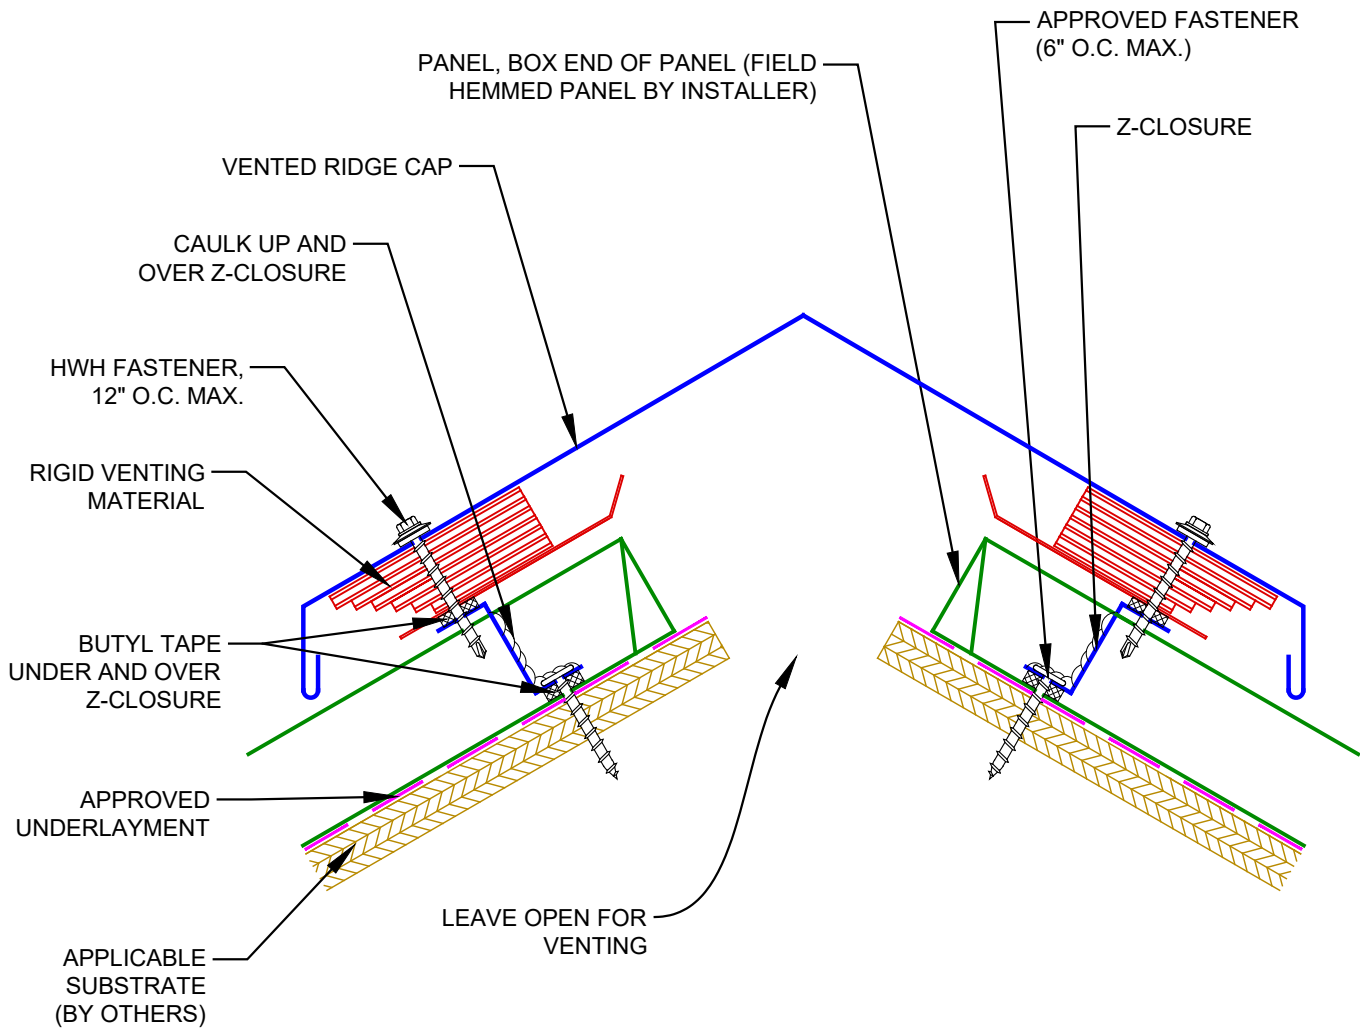 APPROVED FASTENER
(6" O.C. MAX.)
PANEL, BOX END OF PANEL (FIELD
HEMMED PANEL BY INSTALLER)
Z-CLOSURE
VENTED RIDGE CAP
CAULK UP AND
OVER Z-CLOSURE
HWH FASTENER,
12" O.C. MAX.
RIGID VENTING
MATERIAL
BUTYL TAPE
UNDER AND OVER
Z-CLOSURE
APPROVED
UNDERLAYMENT
LEAVE OPEN FOR
VENTING
APPLICABLE
SUBSTRATE
(BY OTHERS)